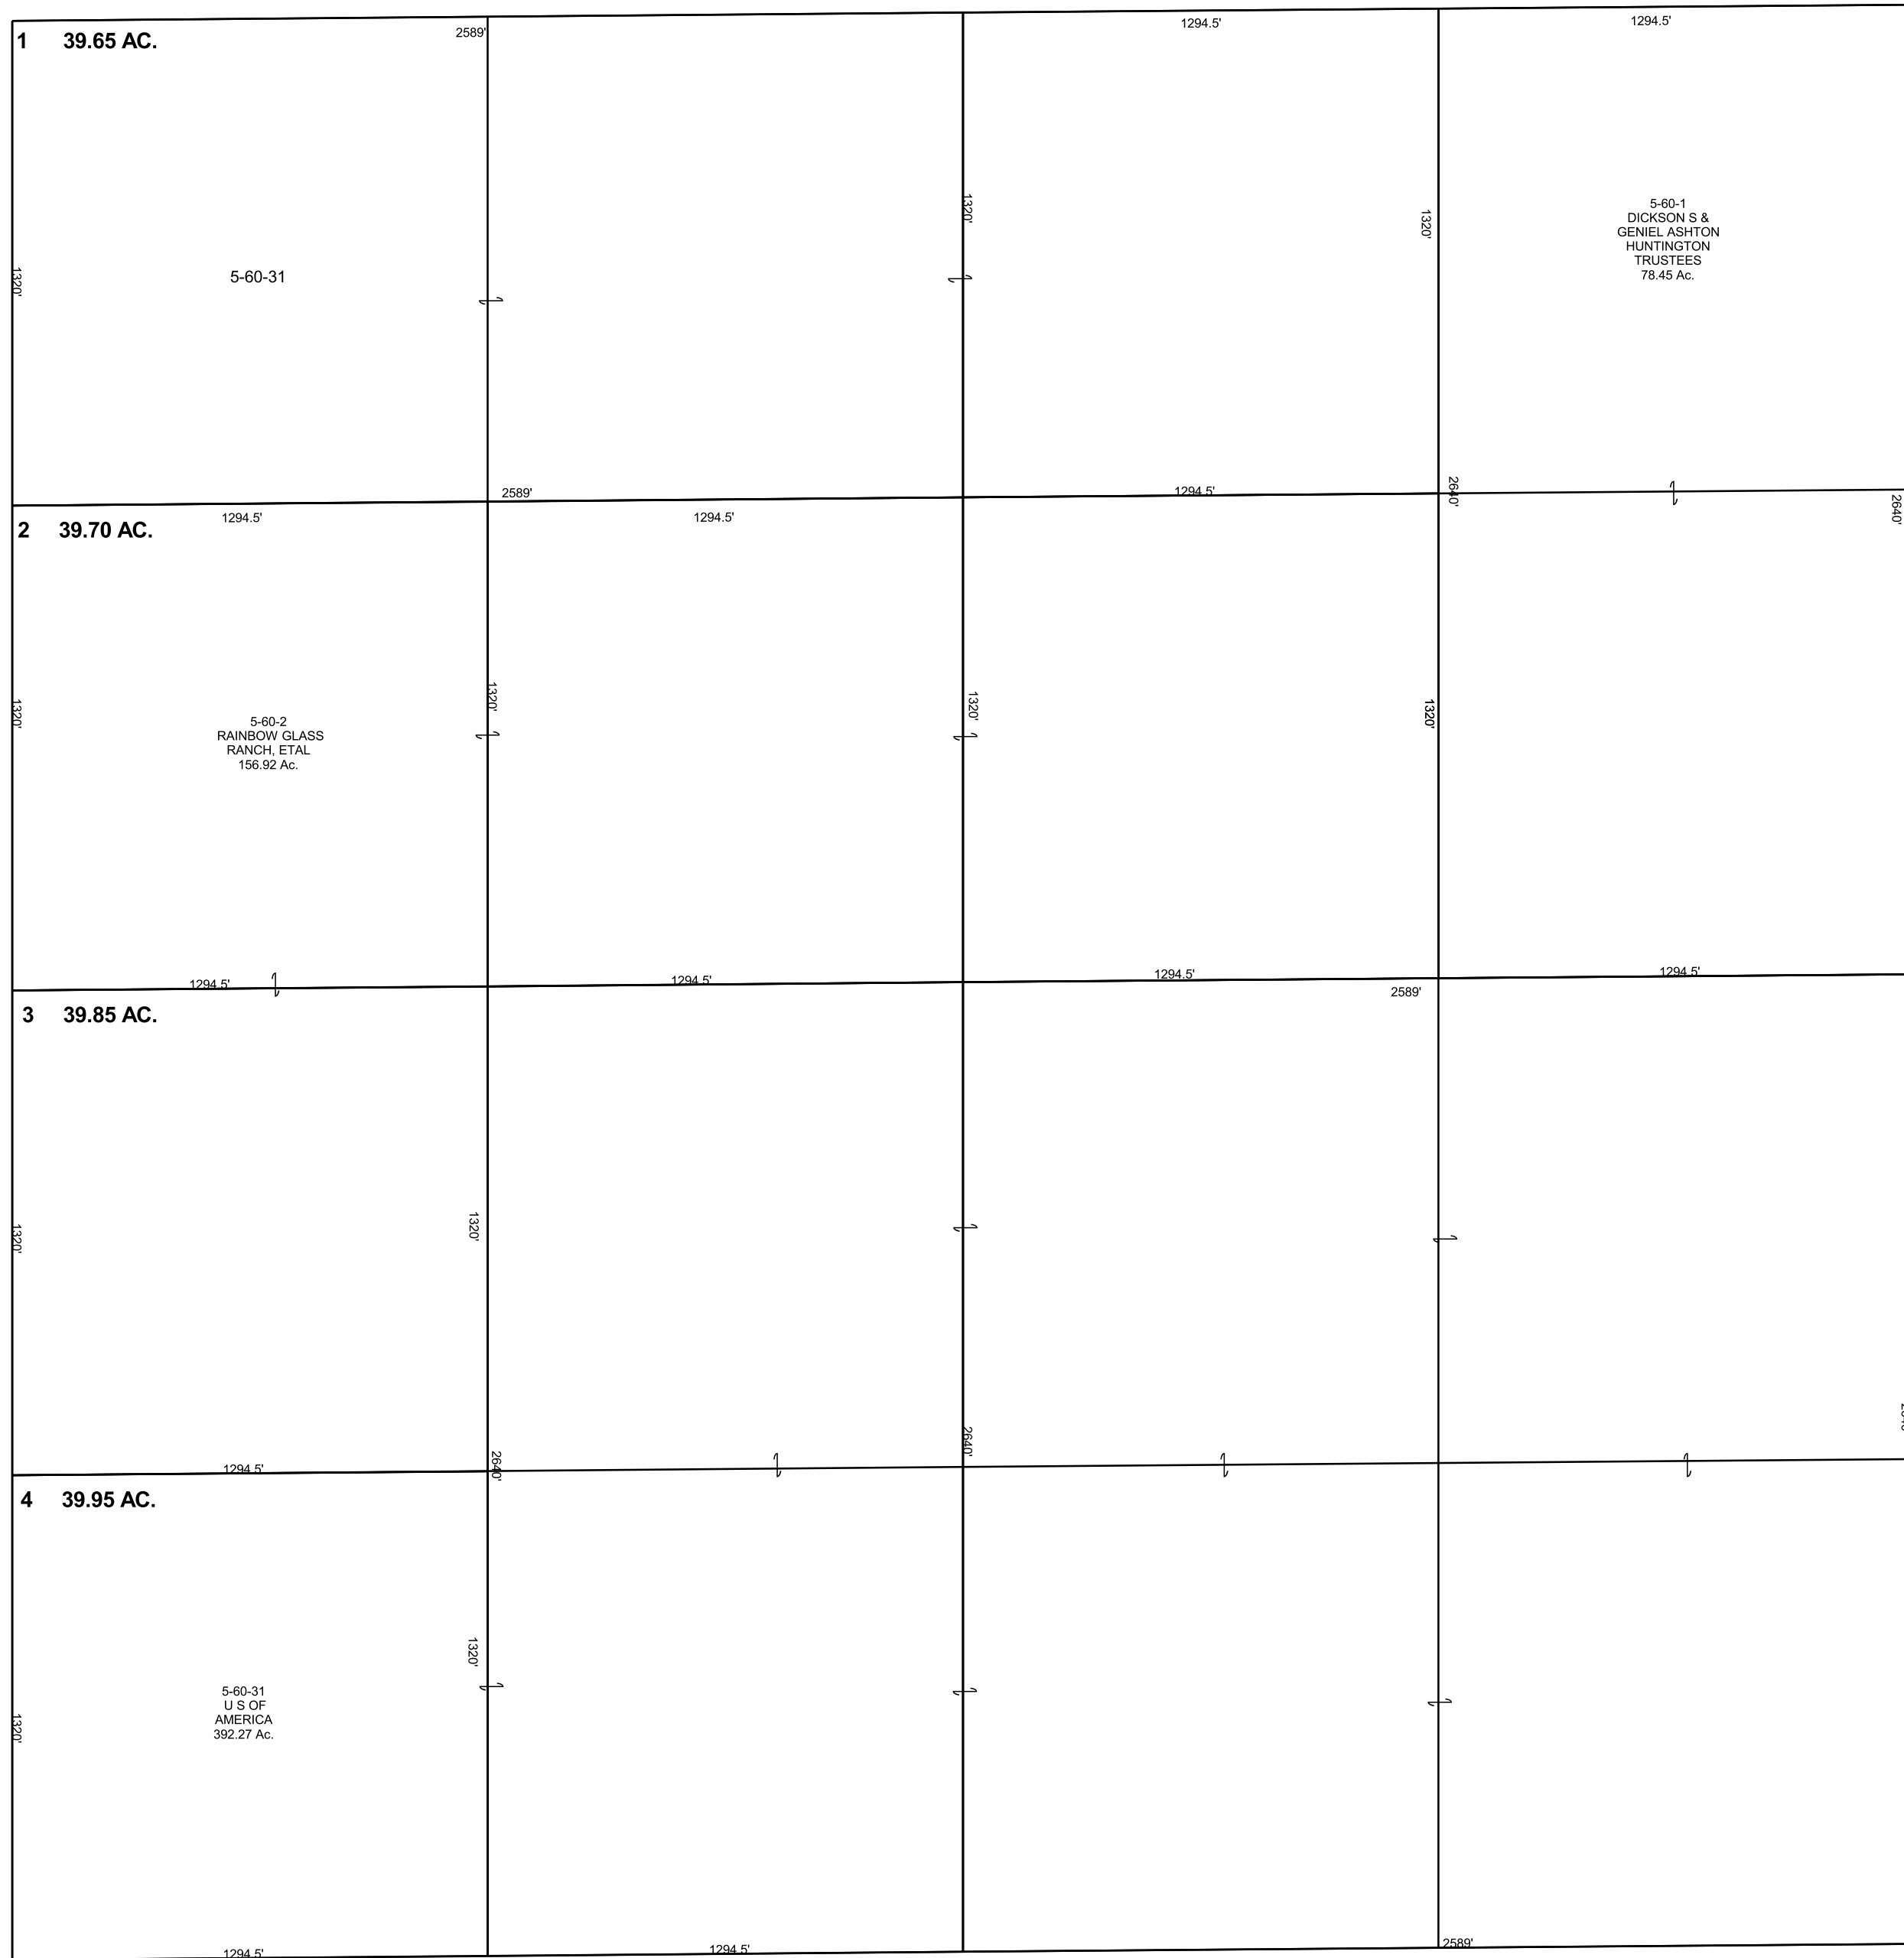 1 39.65 AC.
2589'
1294.5'
1294.5'
1320'
5-60-31
1320'
1320'
5-60-1
DICKSON S &
GENIEL ASHTON
HUNTINGTON
TRUSTEES
78.45 Ac.
2589'
1294.5'
2640'
2640'
1294.5'
1294.5'
2 39.70 AC.
1320'
5-60-2
RAINBOW GLASS
RANCH, ETAL
156.92 Ac.
1320'
1320'
1320'
1294.5'
1294.5'
1294.5'
1294.5'
2589'
3 39.85 AC.
1320'
1320'
1294.5'
2640'
2640'
4 39.95 AC.
1320'
5-60-31
U S OF
AMERICA
392.27 Ac.
1320'
1294.5'
1294.5'
2589'